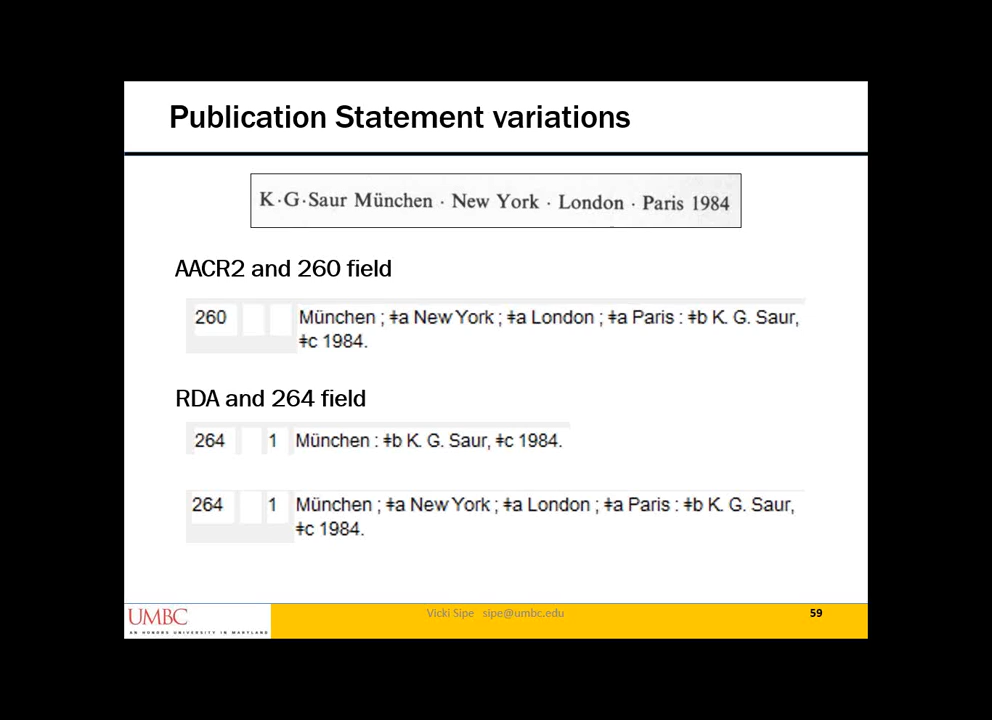 Publication Statement variations
K·G·Saur München · New York · London · Paris 1984
AACR2 and 260 field
260 München ; ‡a New York ; ‡a London ; ‡a Paris : ‡b K. G. Saur,
‡c 1984.
RDA and 264 field
264 1 München : ‡b K. G. Saur, ‡c 1984.
264 1 München ; ‡a New York ; ‡a London ; ‡a Paris : ‡b K. G. Saur,
‡c 1984.
UMBC
AN HONORS UNIVERSITY IN MARYLAND
Vicki Sipe sipe@umbc.edu
59